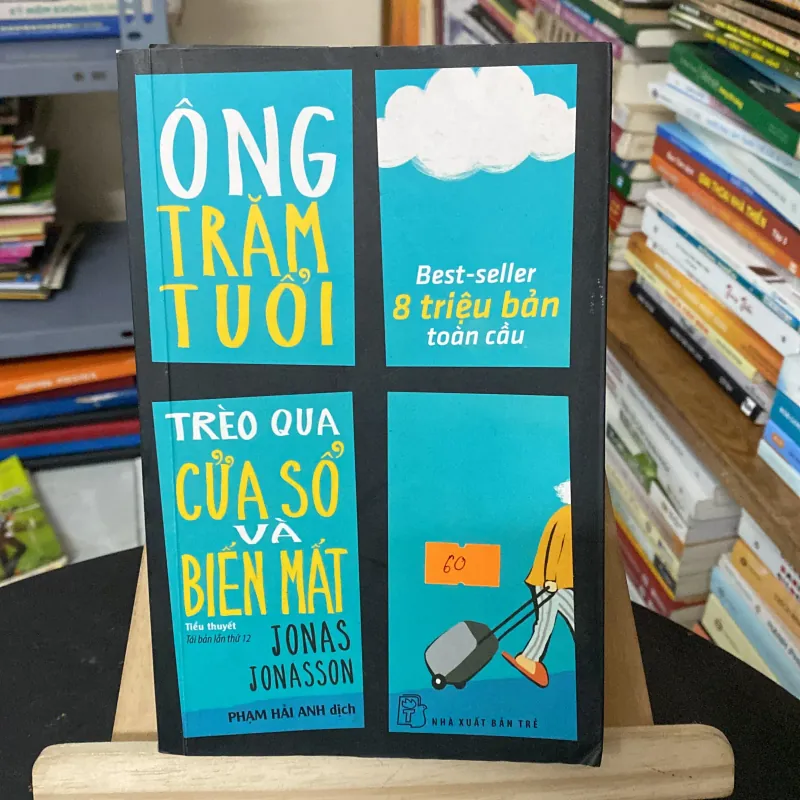 ÔNG
TRĂM
TUỔI
Best-seller
8 triệu bản
toàn cầu
TRÈO QUA
CỬA SỔ
VÀ
BIẾN MẤT
Tiểu thuyết
Tái bản lần thứ 12
JONAS
JONASSON
PHẠM HẢI ANH dịch
60
NHÀ XUẤT BẢN TRẺ